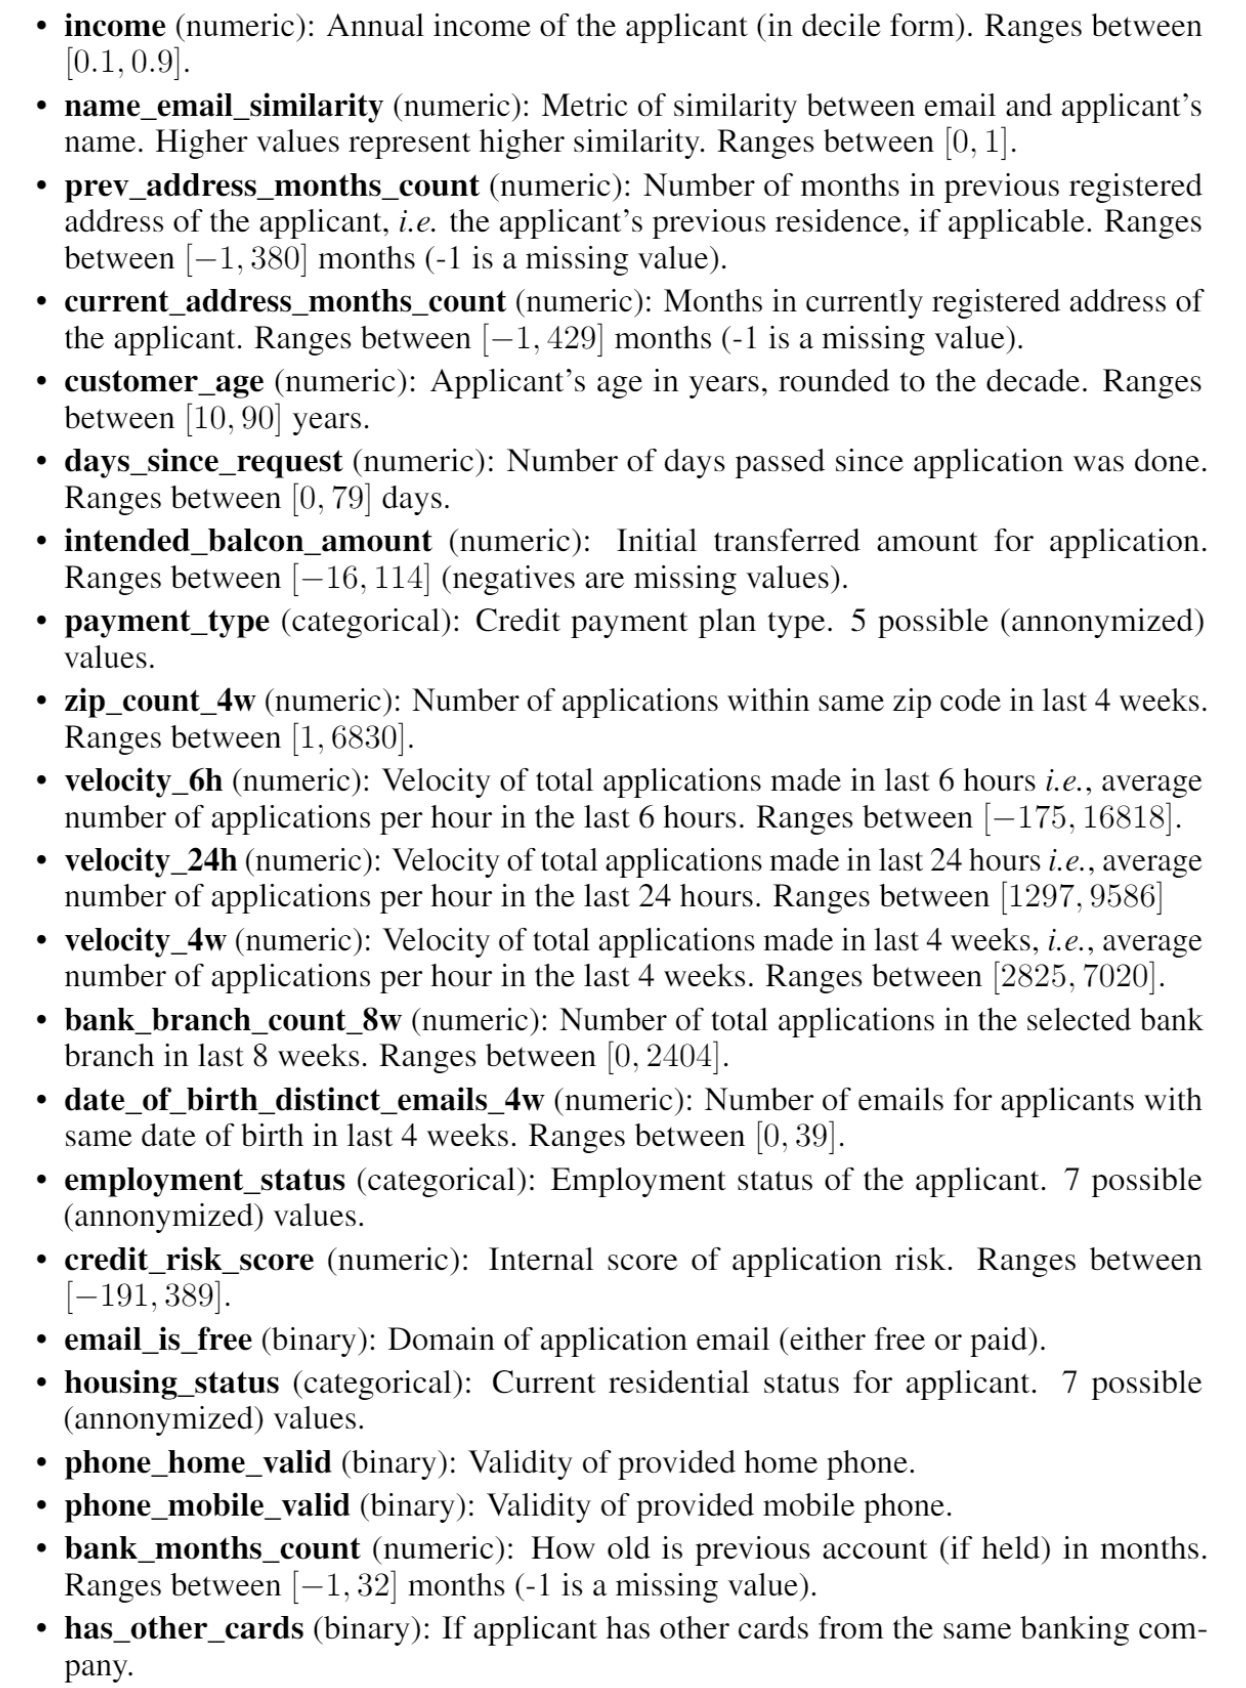 • income (numeric): Annual income of the applicant (in decile form). Ranges between
[0.1, 0.9].
• name_email_similarity (numeric): Metric of similarity between email and applicant’s
name. Higher values represent higher similarity. Ranges between [0, 1].
• prev_address_months_count (numeric): Number of months in previous registered
address of the applicant, i.e. the applicant’s previous residence, if applicable. Ranges
between [−1, 380] months (-1 is a missing value).
• current_address_months_count (numeric): Months in currently registered address of
the applicant. Ranges between [−1, 429] months (-1 is a missing value).
• customer_age (numeric): Applicant’s age in years, rounded to the decade. Ranges
between [10, 90] years.
• days_since_request (numeric): Number of days passed since application was done.
Ranges between [0, 79] days.
• intended_balcon_amount (numeric): Initial transferred amount for application.
Ranges between [−16, 114] (negatives are missing values).
• payment_type (categorical): Credit payment plan type. 5 possible (annonymized)
values.
• zip_count_4w (numeric): Number of applications within same zip code in last 4 weeks.
Ranges between [1, 6830].
• velocity_6h (numeric): Velocity of total applications made in last 6 hours i.e., average
number of applications per hour in the last 6 hours. Ranges between [−175, 16818].
• velocity_24h (numeric): Velocity of total applications made in last 24 hours i.e., average
number of applications per hour in the last 24 hours. Ranges between [1297, 9586]
• velocity_4w (numeric): Velocity of total applications made in last 4 weeks, i.e., average
number of applications per hour in the last 4 weeks. Ranges between [2825, 7020].
• bank_branch_count_8w (numeric): Number of total applications in the selected bank
branch in last 8 weeks. Ranges between [0, 2404].
• date_of_birth_distinct_emails_4w (numeric): Number of emails for applicants with
same date of birth in last 4 weeks. Ranges between [0, 39].
• employment_status (categorical): Employment status of the applicant. 7 possible
(annonymized) values.
• credit_risk_score (numeric): Internal score of application risk. Ranges between
[−191, 389].
• email_is_free (binary): Domain of application email (either free or paid).
• housing_status (categorical): Current residential status for applicant. 7 possible
(annonymized) values.
• phone_home_valid (binary): Validity of provided home phone.
• phone_mobile_valid (binary): Validity of provided mobile phone.
• bank_months_count (numeric): How old is previous account (if held) in months.
Ranges between [−1, 32] months (-1 is a missing value).
• has_other_cards (binary): If applicant has other cards from the same banking com-
pany.